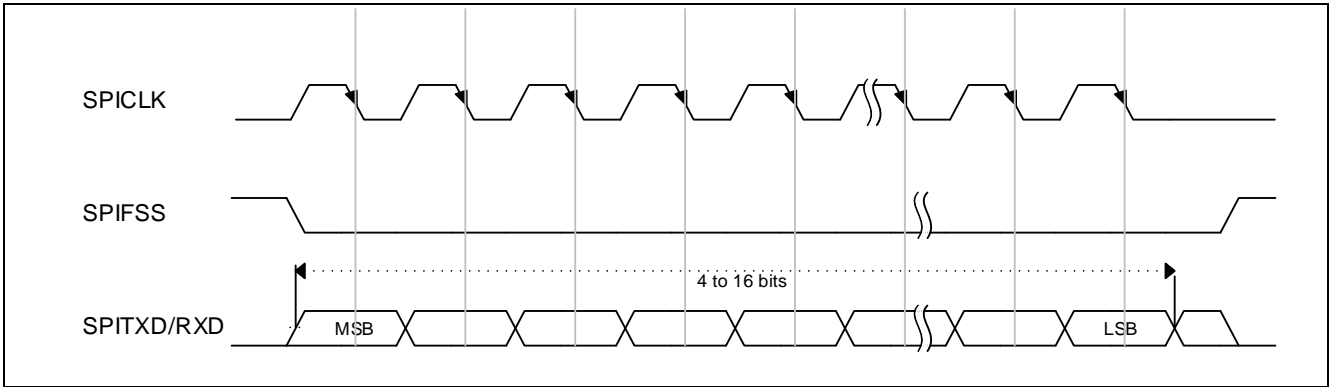 SPICLK
SPIFSS
4 to 16 bits
SPITXD/RXD
MSB
LSB